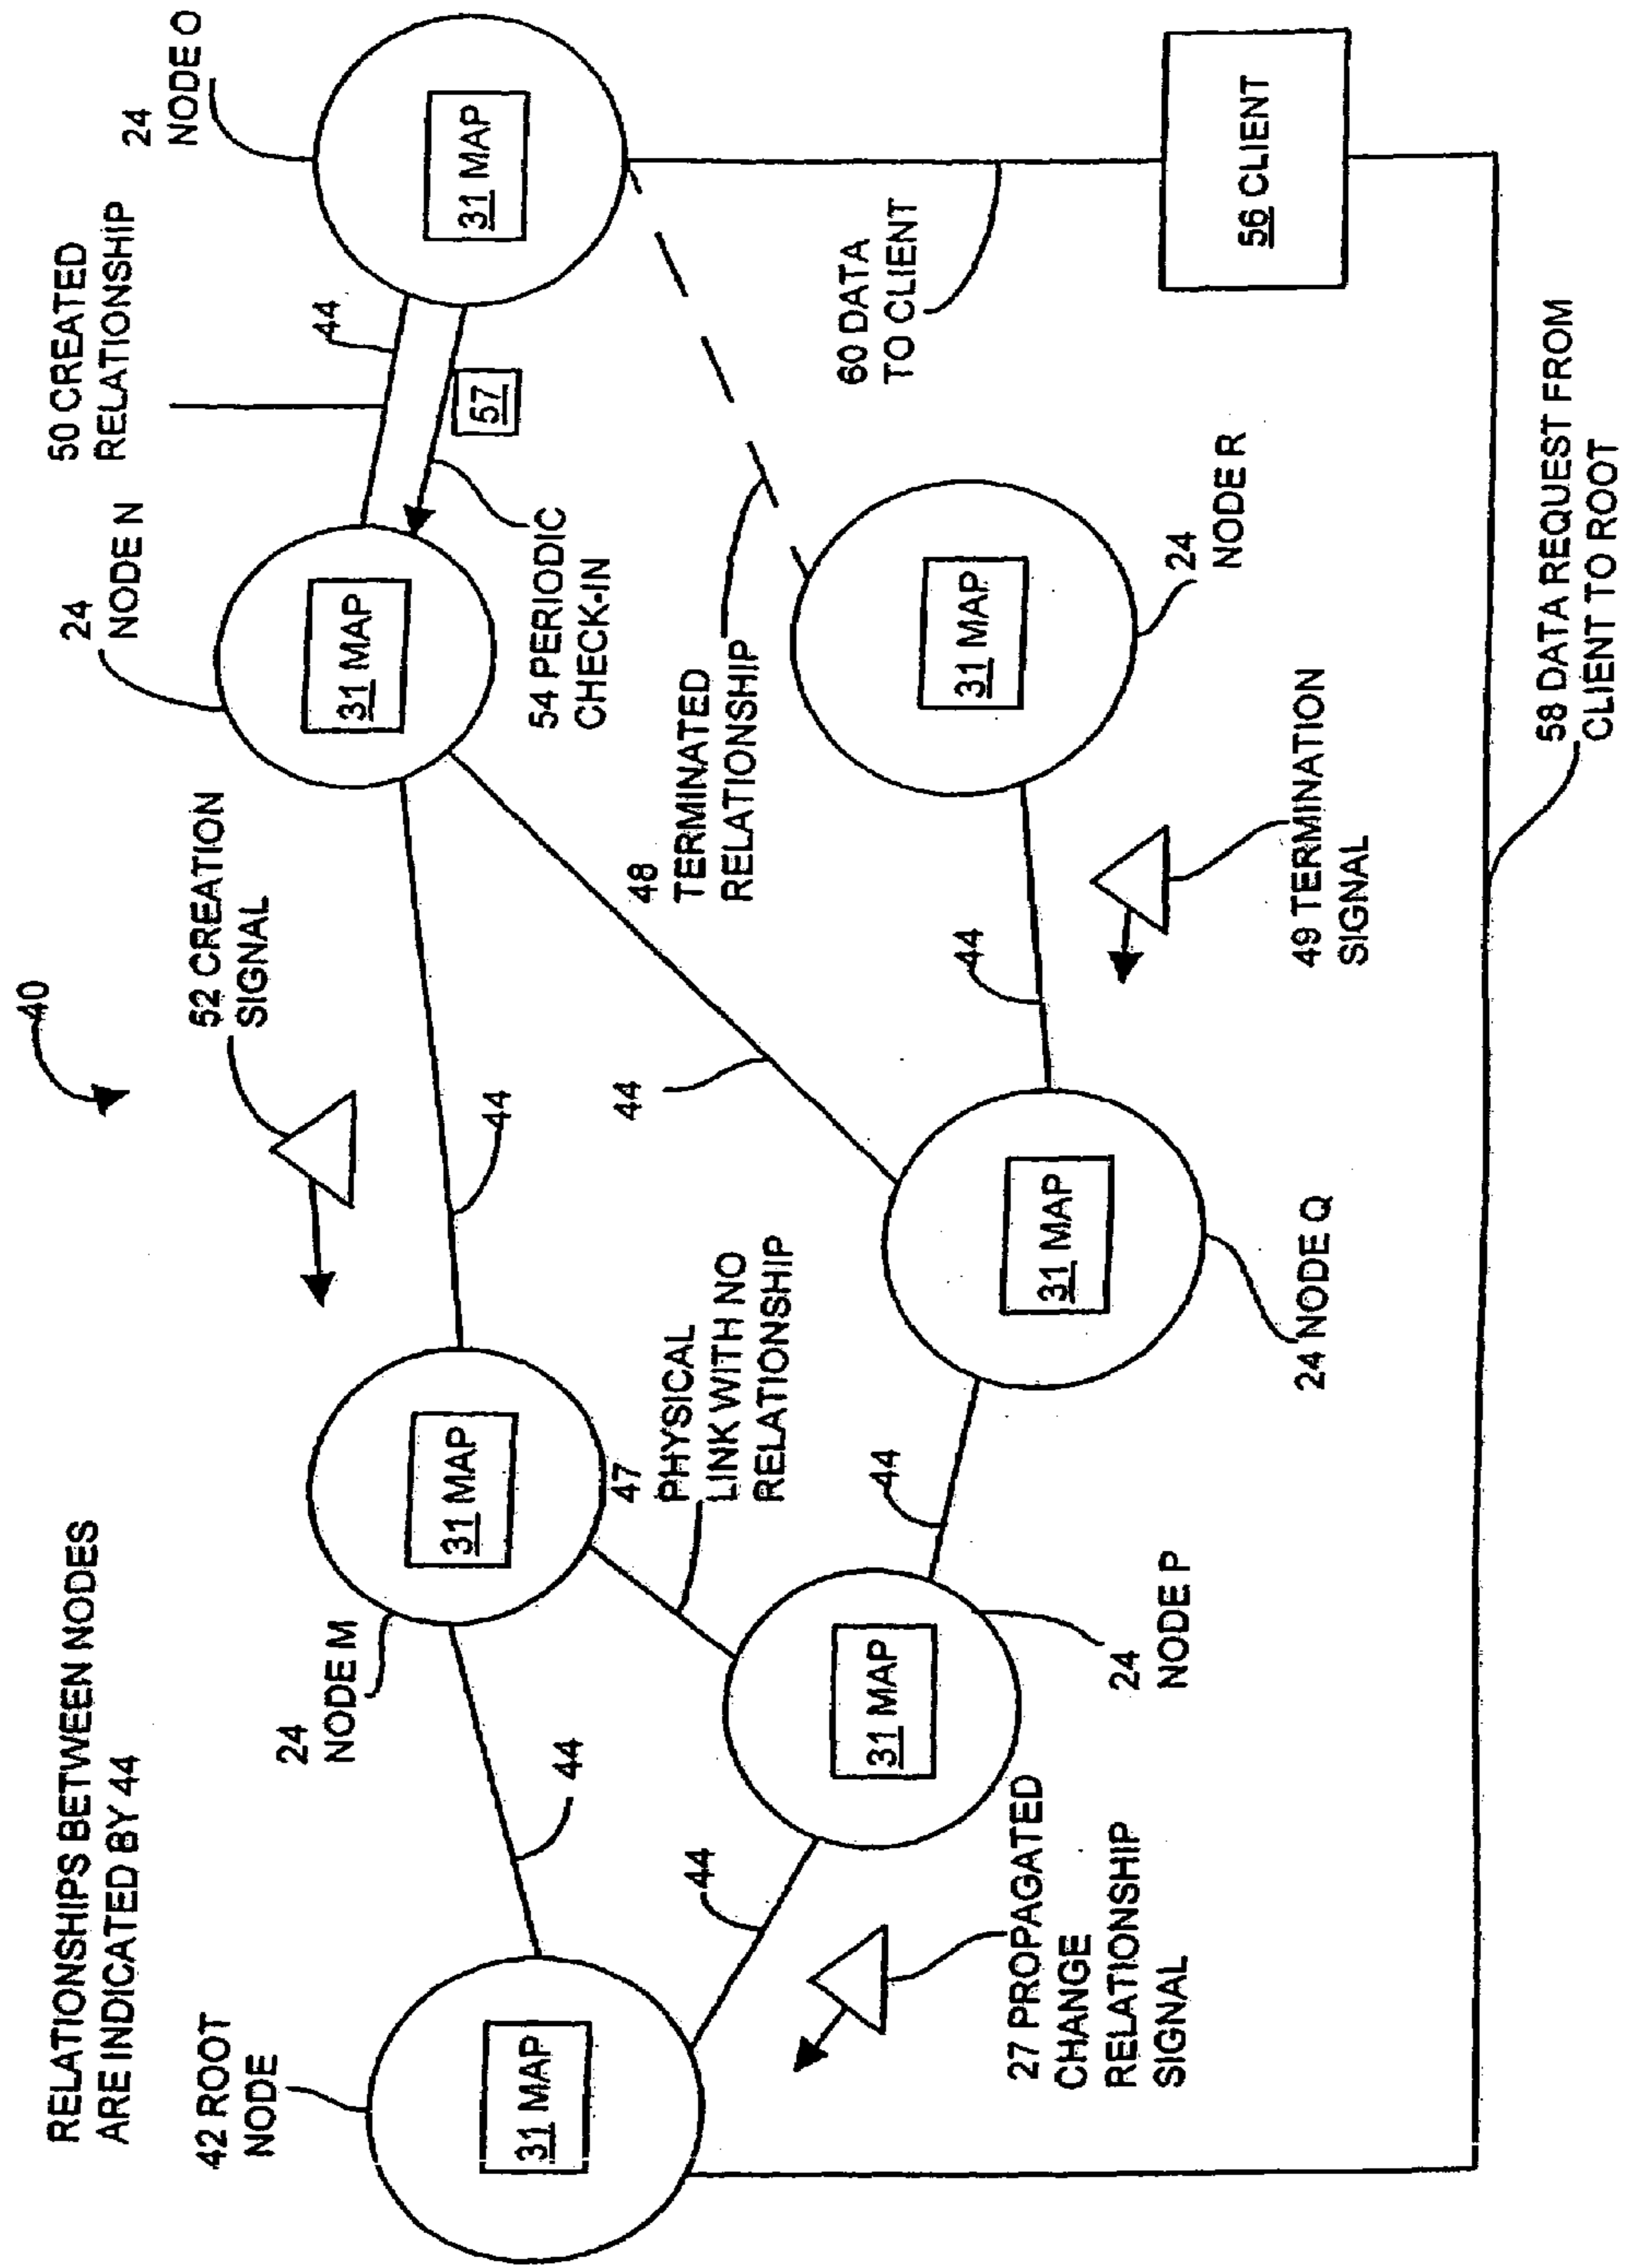 RELATIONSHIPS BETWEEN NODES
ARE INDICATED BY 44
40
42 ROOT
NODE
31 MAP
44
24
NODE M
31 MAP
44
52 CREATION
SIGNAL
24
NODE N
31 MAP
50 CREATED
RELATIONSHIP
44
57
54 PERIODIC
CHECK-IN
24
NODE O
31 MAP
44
47
PHYSICAL
LINK WITH NO
RELATIONSHIP
44
48
TERMINATED
RELATIONSHIP
31 MAP
24
NODE P
44
31 MAP
24 NODE Q
44
31 MAP
24
NODE R
27 PROPAGATED
CHANGE
RELATIONSHIP
SIGNAL
49 TERMINATION
SIGNAL
60 DATA
TO CLIENT
56 CLIENT
58 DATA REQUEST FROM
CLIENT TO ROOT